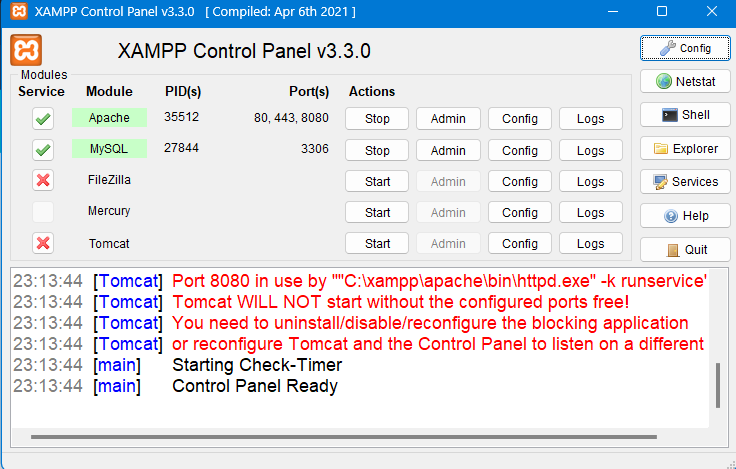 XAMPP Control Panel v3.3.0 [ Compiled: Apr 6th 2021 ]
XAMPP Control Panel v3.3.0
Config
Modules
Service Module PID(s) Port(s) Actions
Netstat
Apache 35512 80, 443, 8080 Stop Admin Config Logs
Shell
MySQL 27844 3306 Stop Admin Config Logs
Explorer
FileZilla Start Admin Config Logs
Services
Mercury Start Admin Config Logs
Help
Tomcat Start Admin Config Logs
Quit
23:13:44 [Tomcat] Port 8080 in use by ""C:\xampp\apache\bin\httpd.exe" -k runservice'
23:13:44 [Tomcat] Tomcat WILL NOT start without the configured ports free!
23:13:44 [Tomcat] You need to uninstall/disable/reconfigure the blocking application
23:13:44 [Tomcat] or reconfigure Tomcat and the Control Panel to listen on a different
23:13:44 [main] Starting Check-Timer
23:13:44 [main] Control Panel Ready